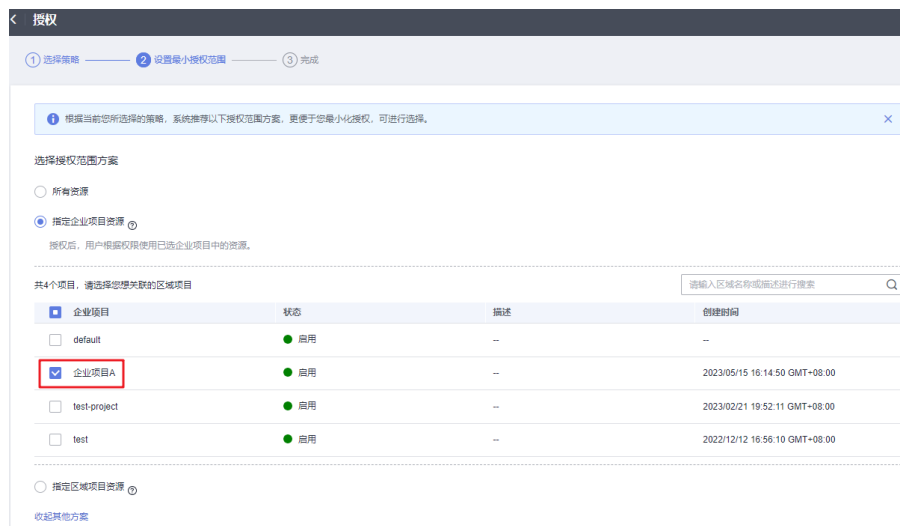 授权
1 选择策略 2 设置最小授权范围 3 完成
根据当前您所选择的策略，系统推荐以下授权范围方案，更便于您最小化授权，可进行选择。
选择授权范围方案
所有资源
指定企业项目资源
授权后，用户根据权限使用已选企业项目中的资源。
共4个项目，请选择您想关联的区域项目 请输入区域名称或描述进行搜索
企业项目 状态 描述 创建时间
default 启用 -- --
企业项目A 启用 -- 2023/05/15 16:14:50 GMT+08:00
test-project 启用 -- 2023/02/21 19:52:11 GMT+08:00
test 启用 -- 2022/12/12 16:56:10 GMT+08:00
指定区域项目资源
收起其他方案